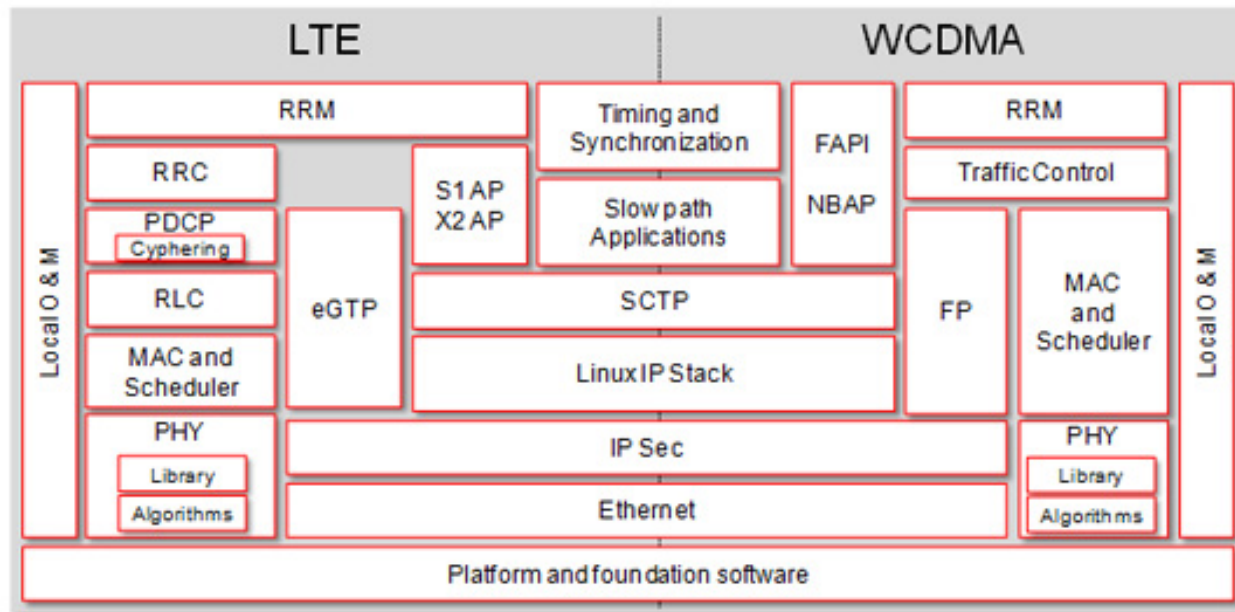 LTE
WCDMA
Local O & M
RRM
Timing and
Synchronization
FAPI
NBAP
RRM
RRC
S1 AP
X2 AP
Traffic Control
PDCP
Cyphering
eGTP
Slow path
Applications
FP
MAC
and
Scheduler
Local O & M
RLC
SCTP
MAC and
Scheduler
Linux IP Stack
PHY
Library
Algorithms
IP Sec
PHY
Library
Algorithms
Ethernet
Platform and foundation software